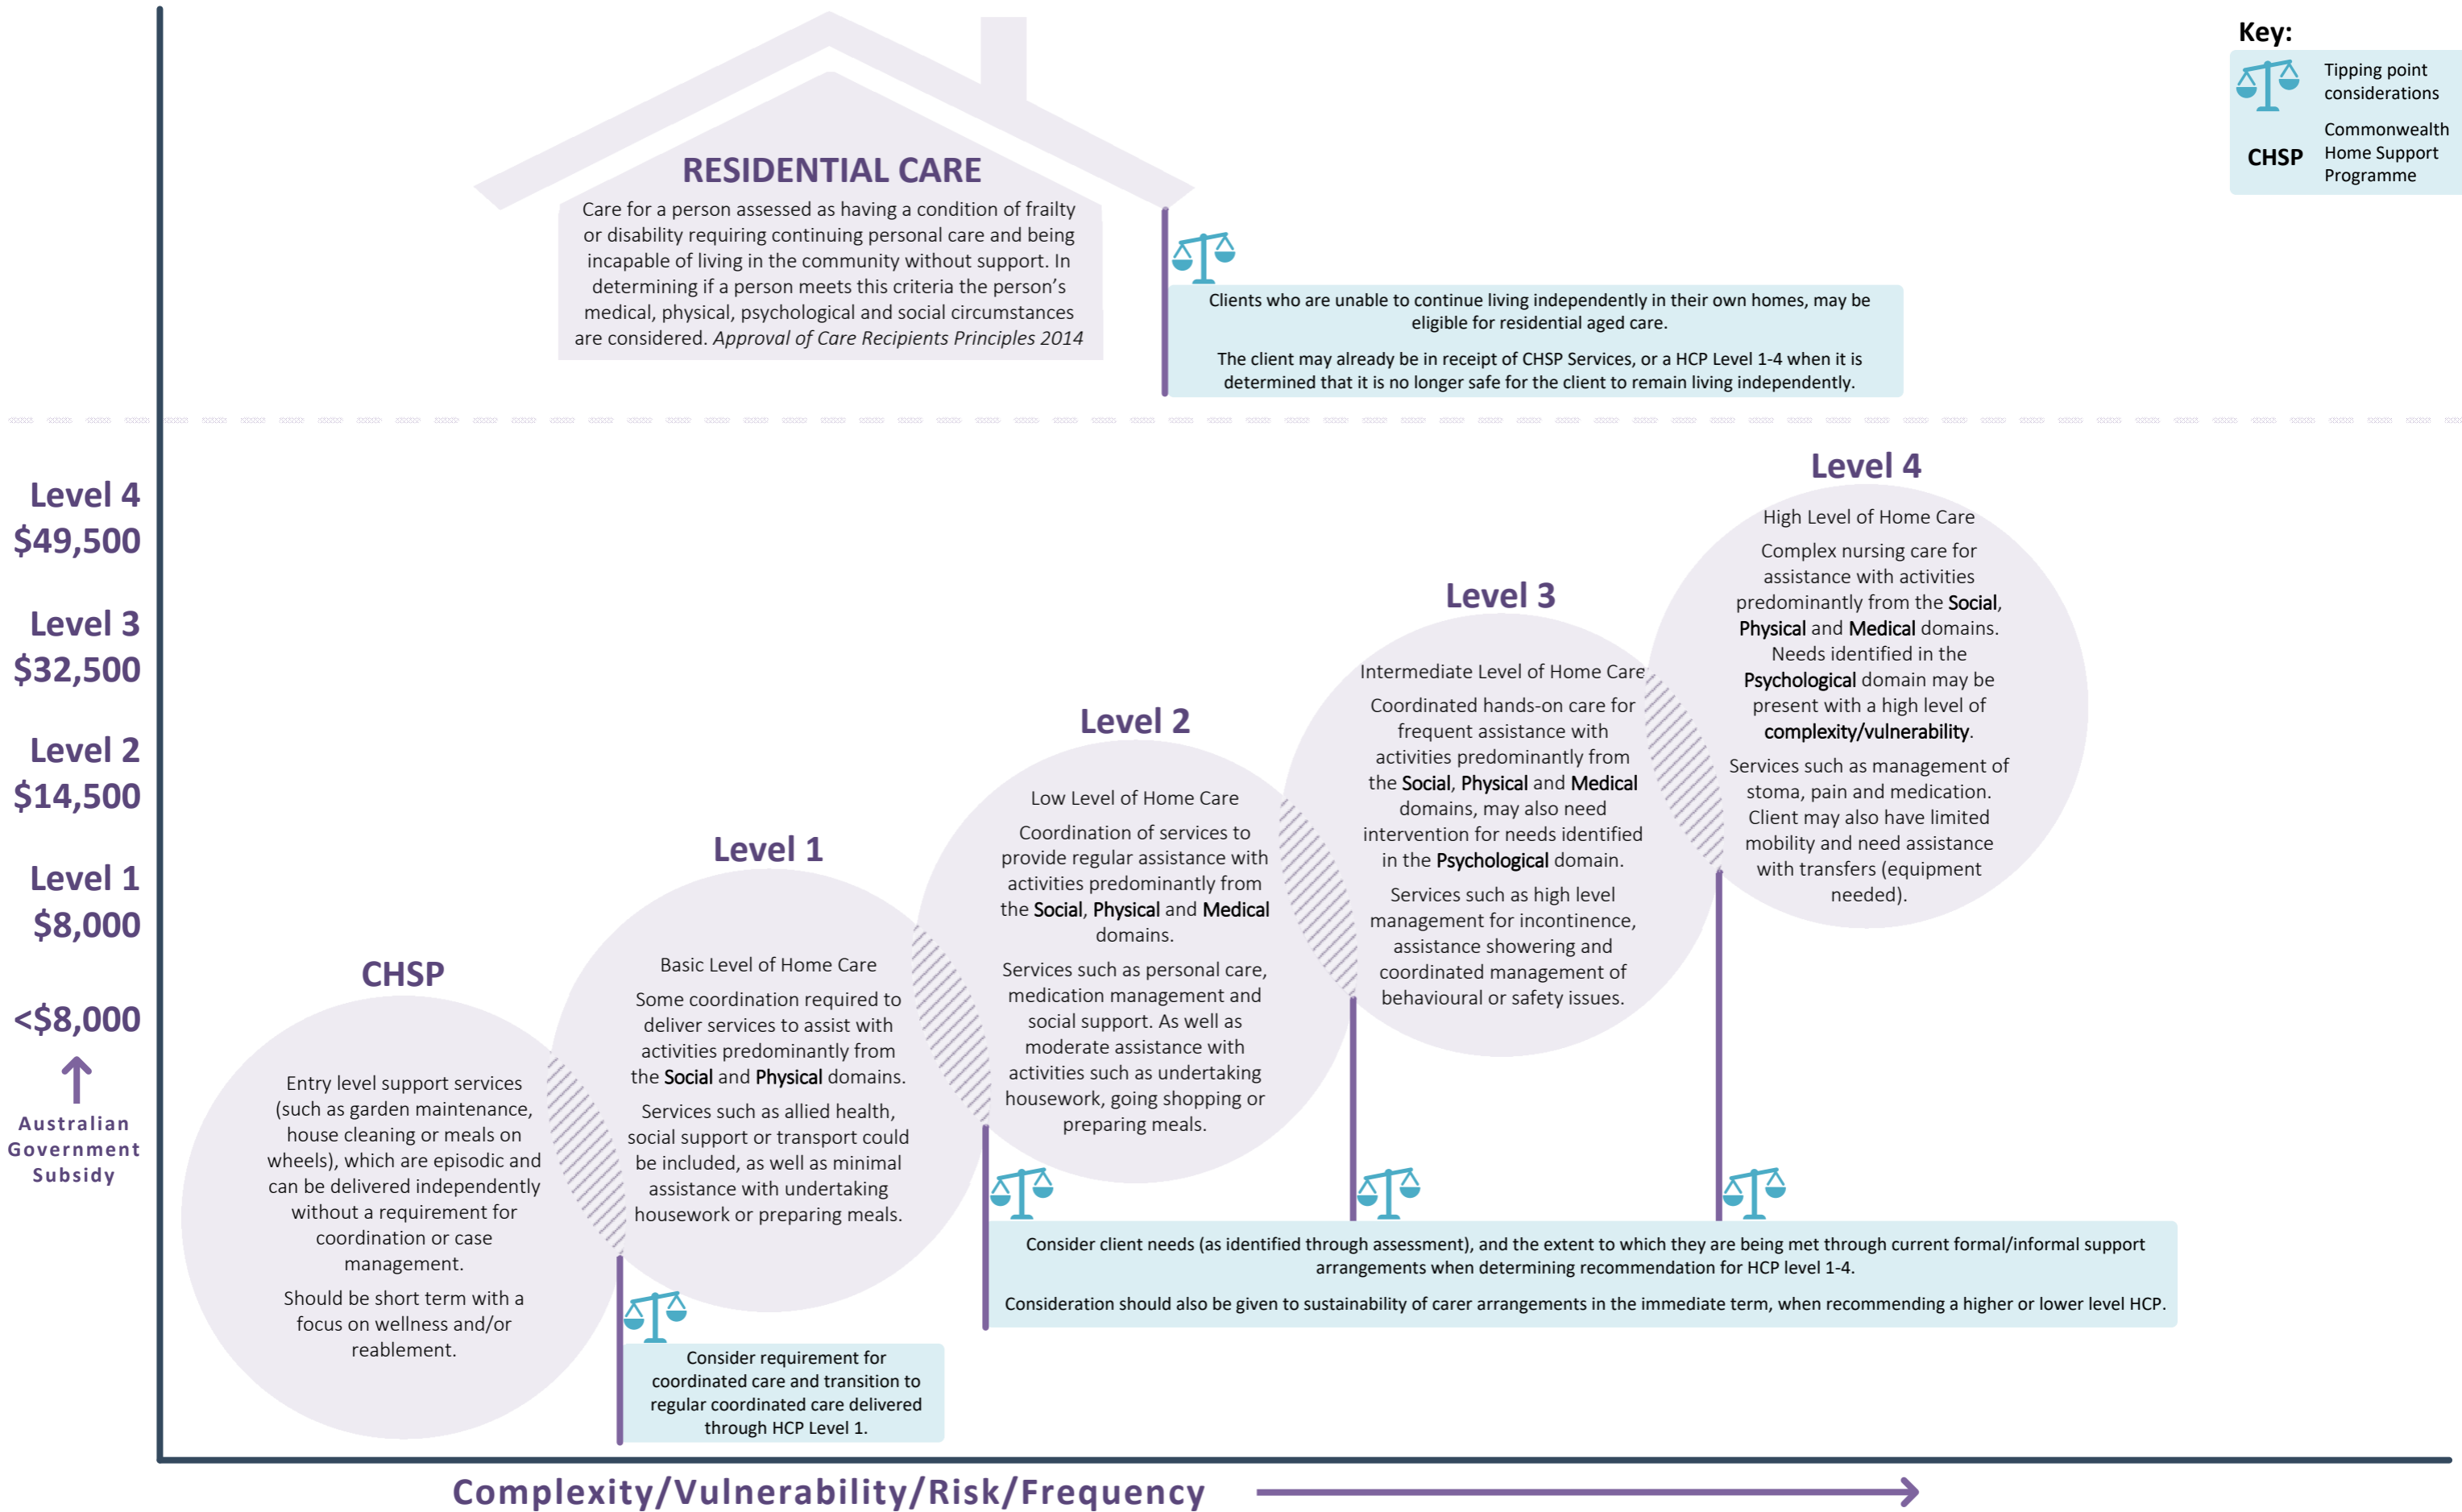 Key:
Tipping point
considerations
CHSP
Commonwealth
Home Support
Programme
RESIDENTIAL CARE
Care for a person assessed as having a condition of frailty
or disability requiring continuing personal care and being
incapable of living in the community without support. In
determining if a person meets this criteria the person's
medical, physical, psychological and social circumstances
are considered. Approval of Care Recipients Principles 2014
Clients who are unable to continue living independently in their own homes, may be
eligible for residential aged care.
The client may already be in receipt of CHSP Services, or a HCP Level 1-4 when it is
determined that it is no longer safe for the client to remain living independently.
Level 4
$49,500
Level 3
$32,500
Level 2
$14,500
Level 1
$8,000
<$8,000
Australian
Government
Subsidy
CHSP
Entry level support services
(such as garden maintenance,
house cleaning or meals on
wheels), which are episodic and
can be delivered independently
without a requirement for
coordination or case
management.
Should be short term with a
focus on wellness and/or
reablement.
Level 1
Basic Level of Home Care
Some coordination required to
deliver services to assist with
activities predominantly from
the Social and Physical domains.
Services such as allied health,
social support or transport could
be included, as well as minimal
assistance with undertaking
housework or preparing meals.
Level 2
Low Level of Home Care
Coordination of services to
provide regular assistance with
activities predominantly from
the Social, Physical and Medical
domains.
Services such as personal care,
medication management and
social support. As well as
moderate assistance with
activities such as undertaking
housework, going shopping or
preparing meals.
Level 3
Intermediate Level of Home Care
Coordinated hands-on care for
frequent assistance with
activities predominantly from
the Social, Physical and Medical
domains, may also need
intervention for needs identified
in the Psychological domain.
Services such as high level
management for incontinence,
assistance showering and
coordinated management of
behavioural or safety issues.
Level 4
High Level of Home Care
Complex nursing care for
assistance with activities
predominantly from the Social,
Physical and Medical domains.
Needs identified in the
Psychological domain may be
present with a high level of
complexity/vulnerability.
Services such as management of
stoma, pain and medication.
Client may also have limited
mobility and need assistance
with transfers (equipment
needed).
Consider requirement for
coordinated care and transition to
regular coordinated care delivered
through HCP Level 1.
Consider client needs (as identified through assessment), and the extent to which they are being met through current formal/informal support
arrangements when determining recommendation for HCP level 1-4.
Consideration should also be given to sustainability of carer arrangements in the immediate term, when recommending a higher or lower level HCP.
Complexity/Vulnerability/Risk/Frequency